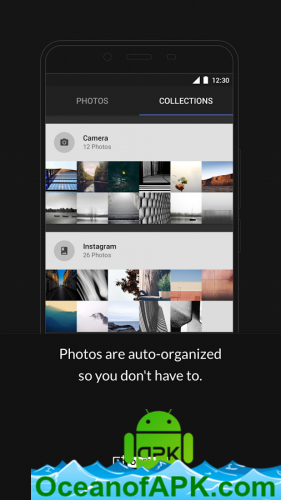 12:30
PHOTOS COLLECTIONS
Camera
12 Photos
Instagram
26 Photos
Photos are auto-organized
so you don't have to.
APK
OceanofAPK.com